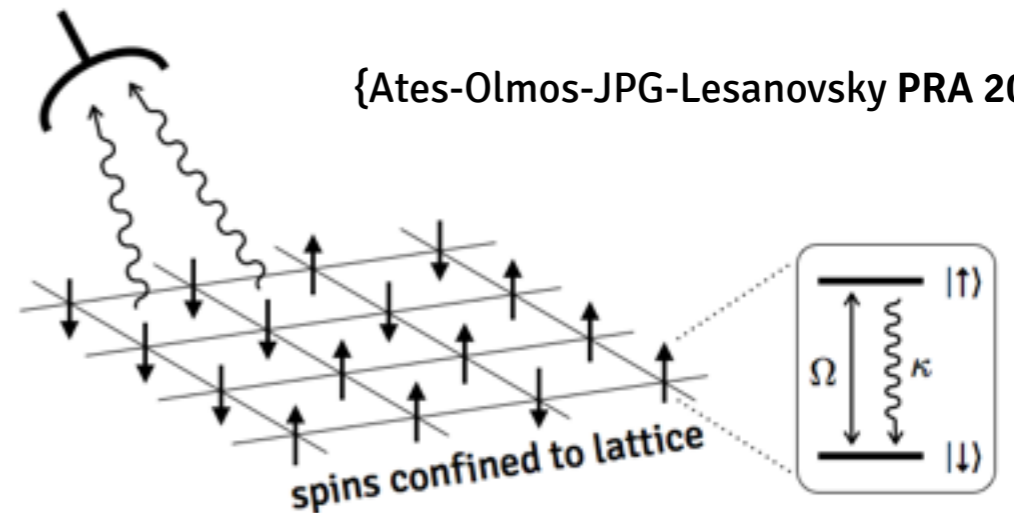 {Ates-Olmos-JPG-Lesanovsky PRA 20
|↑⟩
Ω
κ
|↓⟩
spins confined to lattice